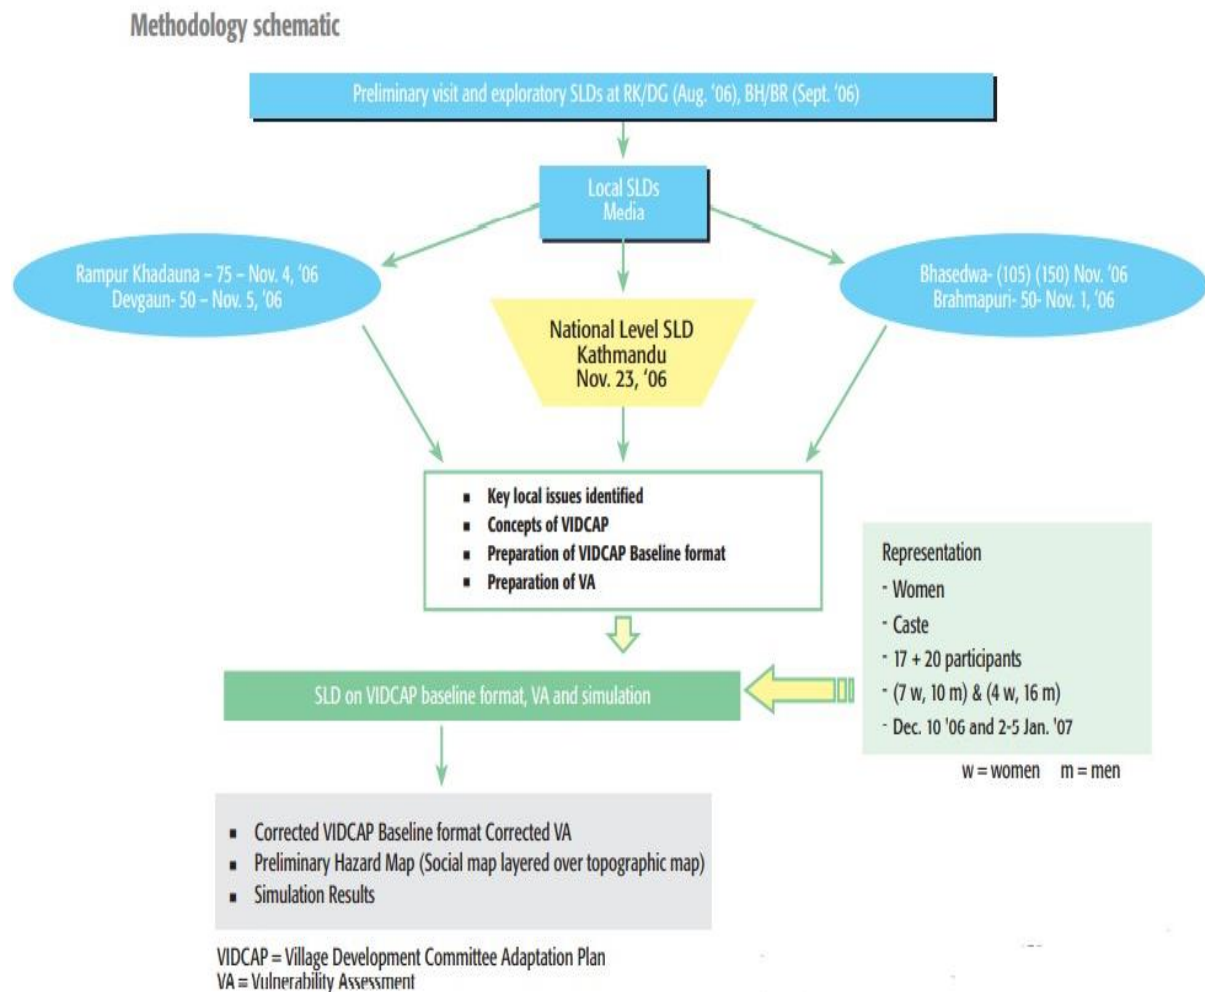 Methodology schematic
Preliminary visit and exploratory SLDs at RK/DG (Aug. '06), BH/BR (Sept. '06)
Local SLDs
Media
Rampur Khadauna – 75 – Nov. 4, '06
Devgaun- 50 – Nov. 5, '06
Bhasedwa- (105) (150) Nov. '06
Brahmapuri- 50- Nov. 1, '06
National Level SLD
Kathmandu
Nov. 23, '06
▪ Key local issues identified
▪ Concepts of VIDCAP
▪ Preparation of VIDCAP Baseline format
▪ Preparation of VA
Representation
- Women
- Caste
- 17 + 20 participants
- (7 w, 10 m) & (4 w, 16 m)
- Dec. 10 '06 and 2-5 Jan. '07
w = women m = men
SLD on VIDCAP baseline format, VA and simulation
▪ Corrected VIDCAP Baseline format Corrected VA
▪ Preliminary Hazard Map (Social map layered over topographic map)
▪ Simulation Results
VIDCAP = Village Development Committee Adaptation Plan
VA = Vulnerability Assessment